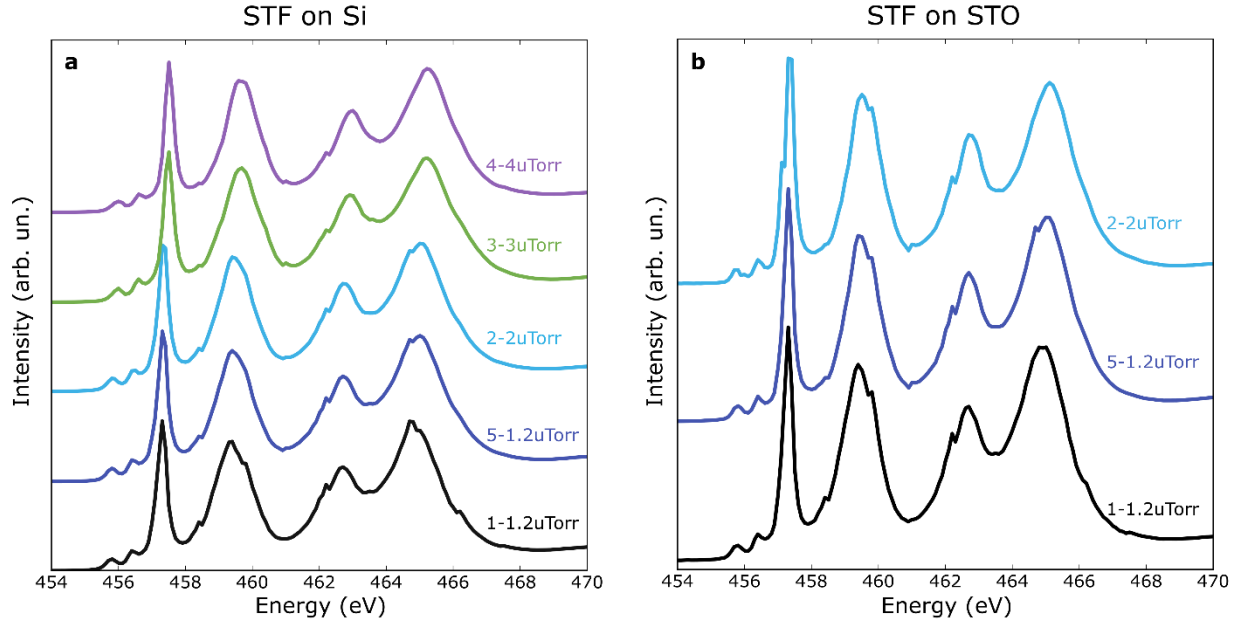 STF on Si
a
4-4uTorr
3-3uTorr
2-2uTorr
5-1.2uTorr
1-1.2uTorr
Intensity (arb. un.)
454 456 458 460 462 464 466 468 470
Energy (eV)
STF on STO
b
2-2uTorr
5-1.2uTorr
1-1.2uTorr
Intensity (arb. un.)
454 456 458 460 462 464 466 468 470
Energy (eV)